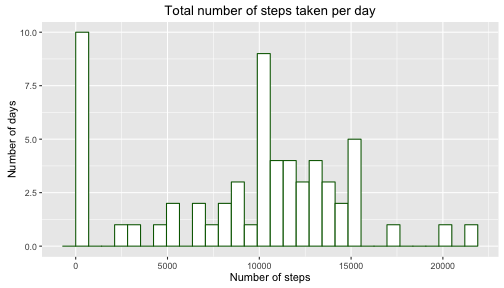 Total number of steps taken per day
10.0
7.5
5.0
2.5
0.0
Number of days
0 5000 10000 15000 20000
Number of steps